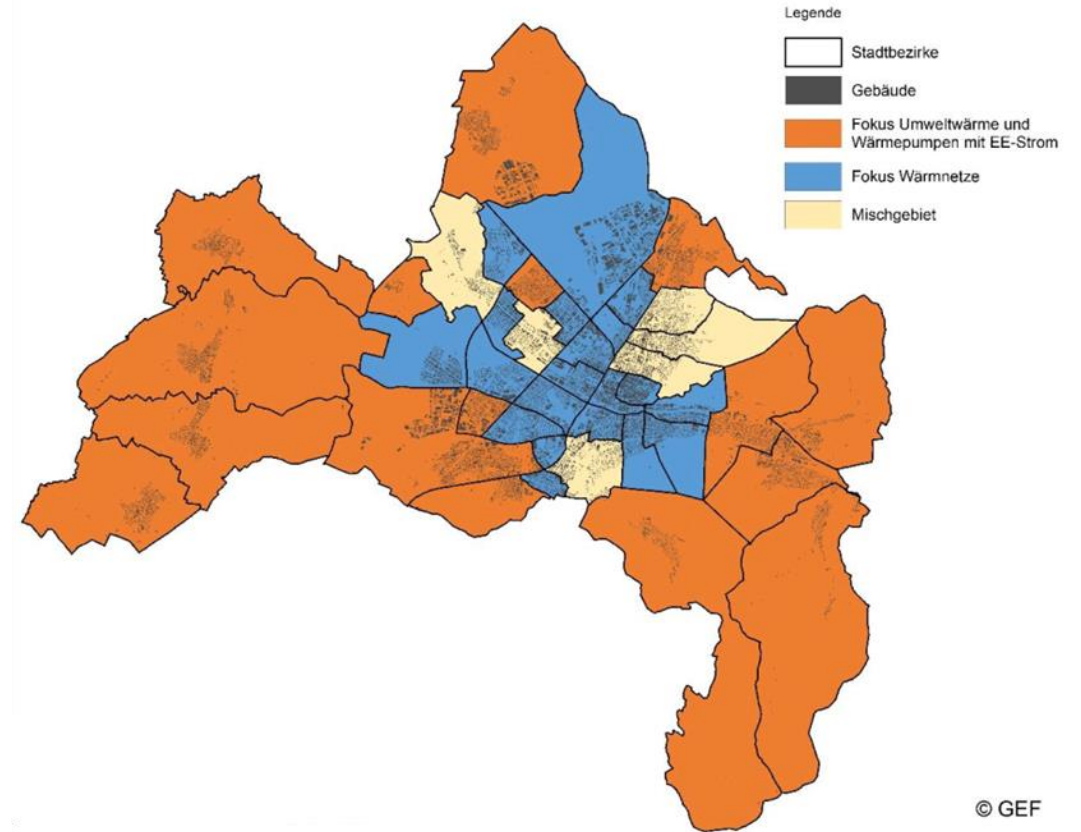 Legende
Stadtbezirke
Gebäude
Fokus Umweltwärme und
Wärmepumpen mit EE-Strom
Fokus Wärmnetze
Mischgebiet
© GEF